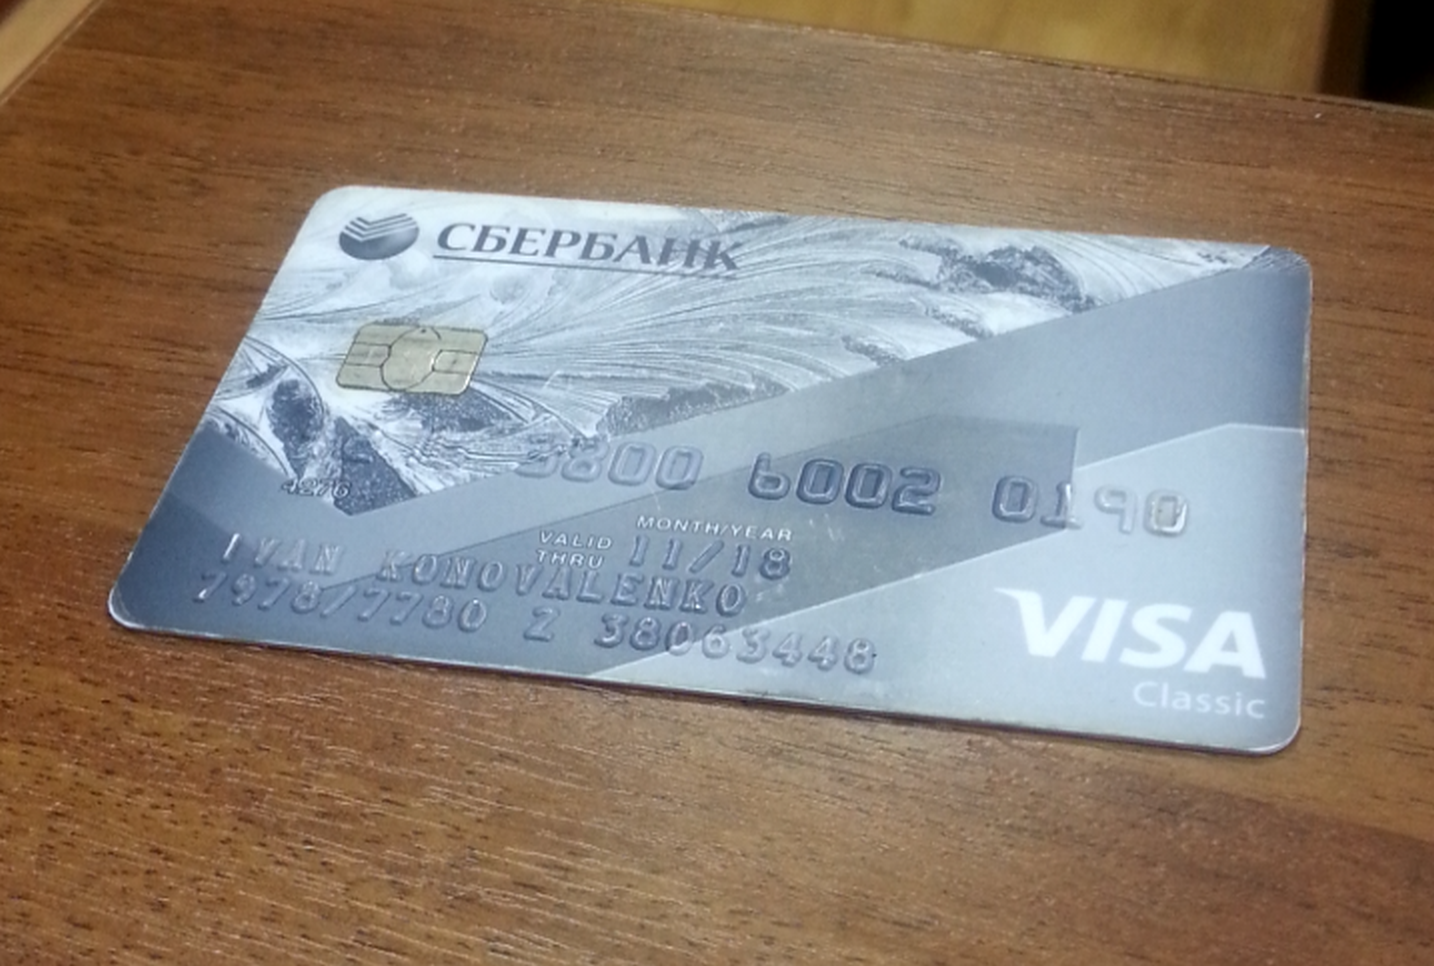 СБЕРБАНК
6002 0190
4276
MONTH/YEAR
VALID THRU 11/18
IVAN KONOVALENKO
7978/7780 2 38063448
VISA
Classic